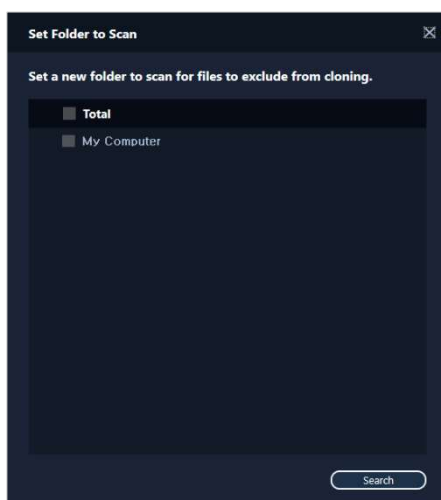 Set Folder to Scan
Set a new folder to scan for files to exclude from cloning.
Total
My Computer
Search